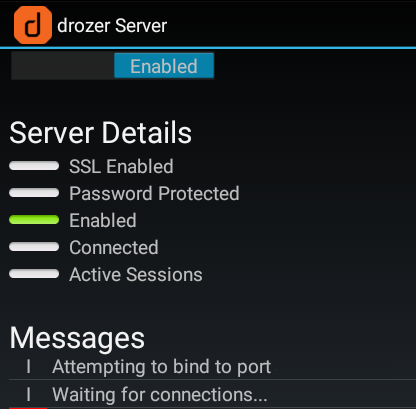 d drozer Server
Enabled
Server Details
SSL Enabled
Password Protected
Enabled
Connected
Active Sessions
Messages
I Attempting to bind to port
I Waiting for connections...